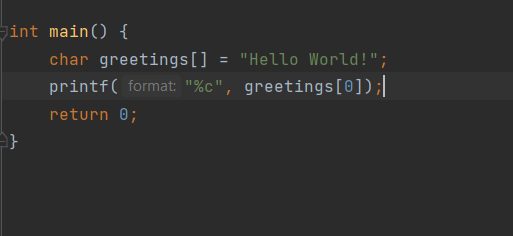 int main() {
char greetings[] = "Hello World!";
printf( format: "%c", greetings[0]);
return 0;
}